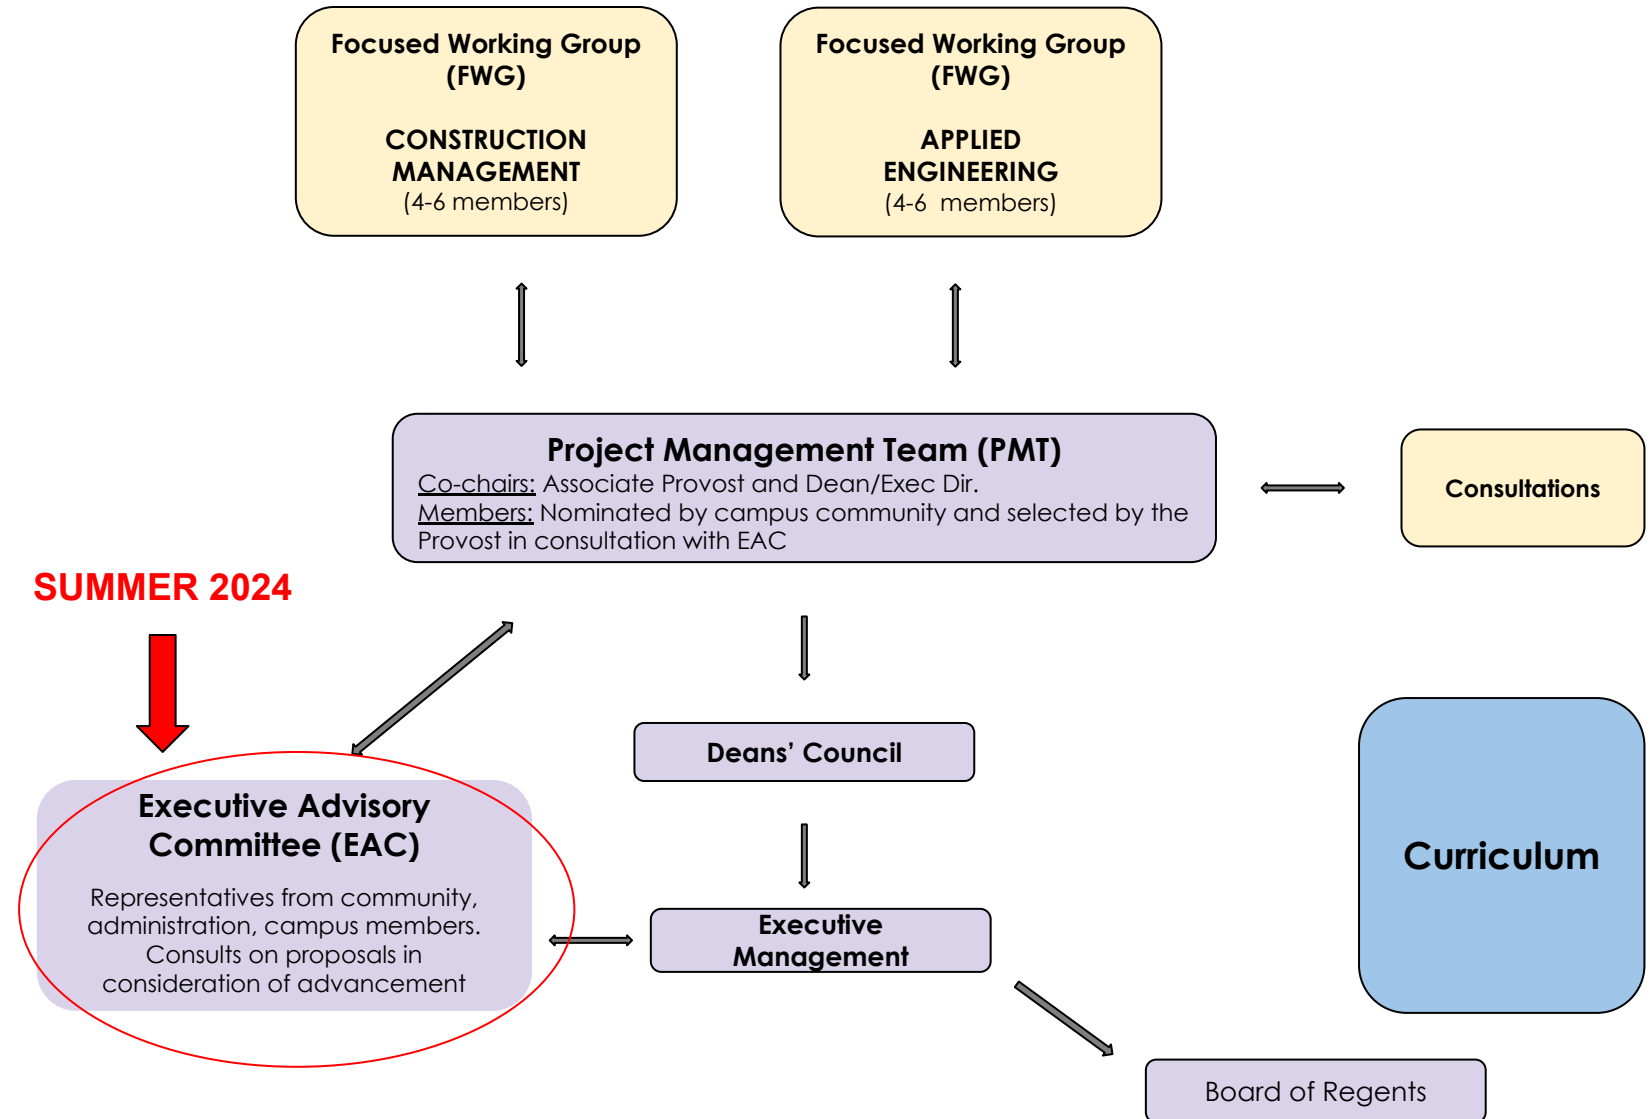 Focused Working Group
(FWG)
CONSTRUCTION
MANAGEMENT
(4-6 members)
Focused Working Group
(FWG)
APPLIED
ENGINEERING
(4-6 members)
Project Management Team (PMT)
Co-chairs: Associate Provost and Dean/Exec Dir.
Members: Nominated by campus community and selected by the
Provost in consultation with EAC
Consultations
SUMMER 2024
Deans’ Council
Executive Advisory
Committee (EAC)
Representatives from community,
administration, campus members.
Consults on proposals in
consideration of advancement
Executive
Management
Curriculum
Board of Regents